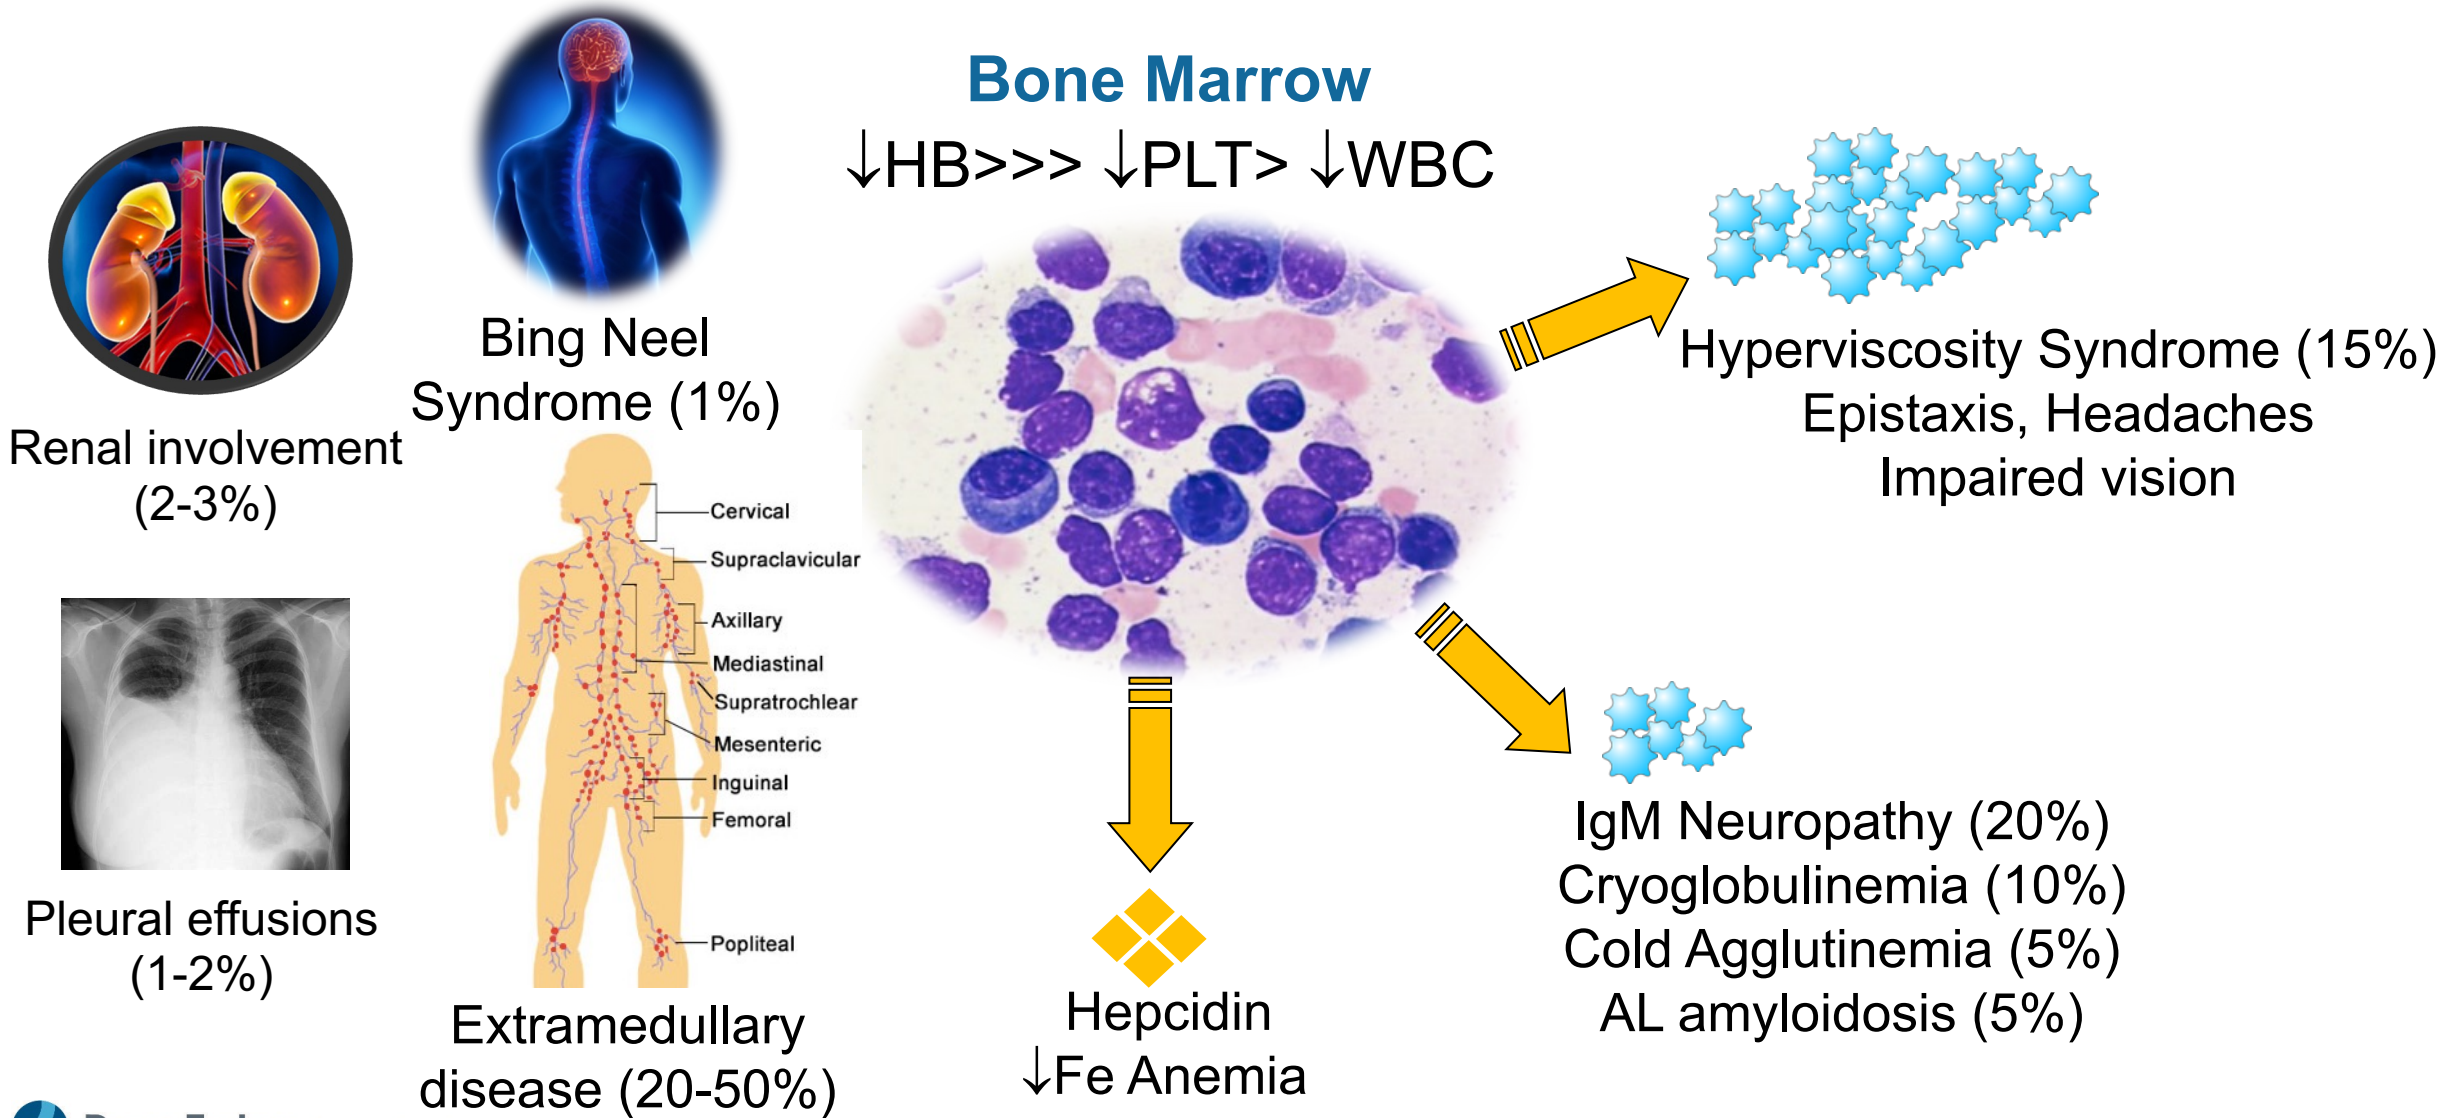 Bone Marrow
↓HB>>> ↓PLT> ↓WBC
Renal involvement
(2-3%)
Bing Neel
Syndrome (1%)
Pleural effusions
(1-2%)
Cervical
Supraclavicular
Axillary
Mediastinal
Supratrochlear
Mesenteric
Inguinal
Femoral
Popliteal
Extramedullary
disease (20-50%)
Hepcidin
↓Fe Anemia
Hyperviscosity Syndrome (15%)
Epistaxis, Headaches
Impaired vision
IgM Neuropathy (20%)
Cryoglobulinemia (10%)
Cold Agglutinemia (5%)
AL amyloidosis (5%)